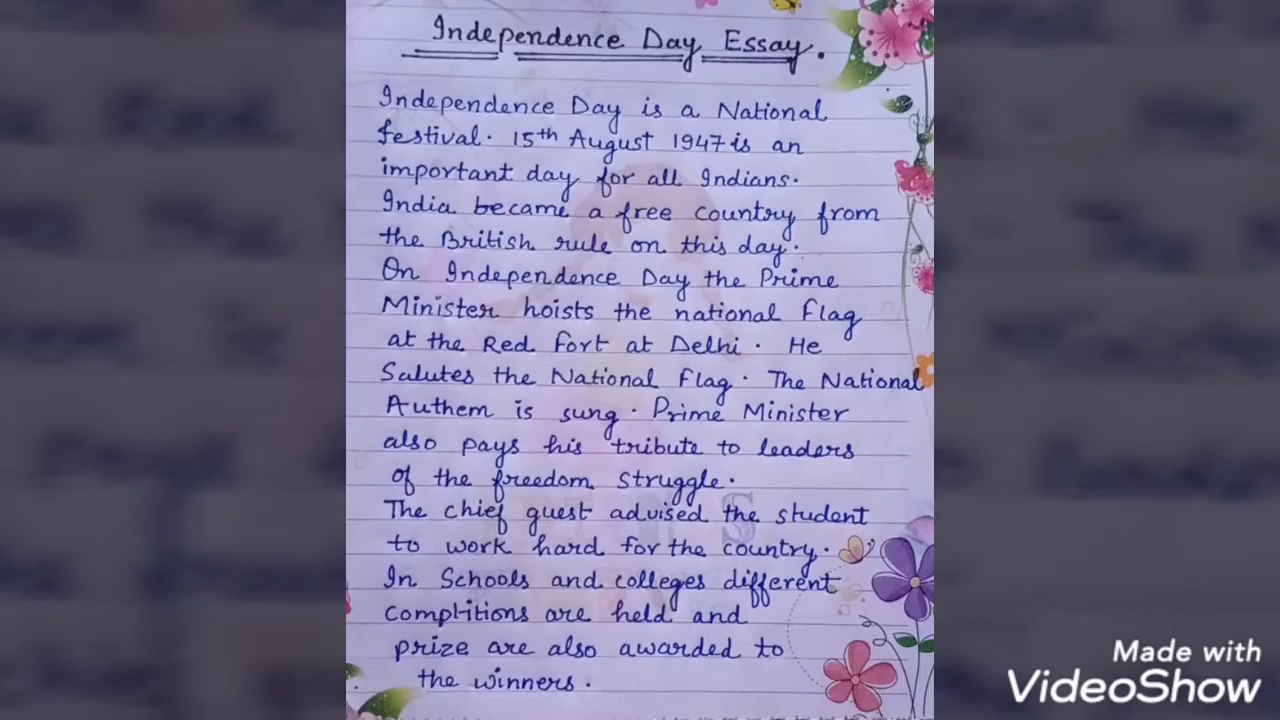 Independence Day Essay.
Independence Day is a National
festival. 15th August 1947 is an
important day for all Indians.
India became a free country from
the British rule on this day.
On Independence Day the Prime
Minister hoists the national flag
at the Red fort at Delhi. He
Salutes the National Flag. The National
Authem is sung. Prime Minister
also pays his tribute to leaders
of the freedom struggle.
The chief guest advised the student
to work hard for the country.
In Schools and colleges different
compltitions are held and
prize are also awarded to
the winners.
Made with
VideoShow